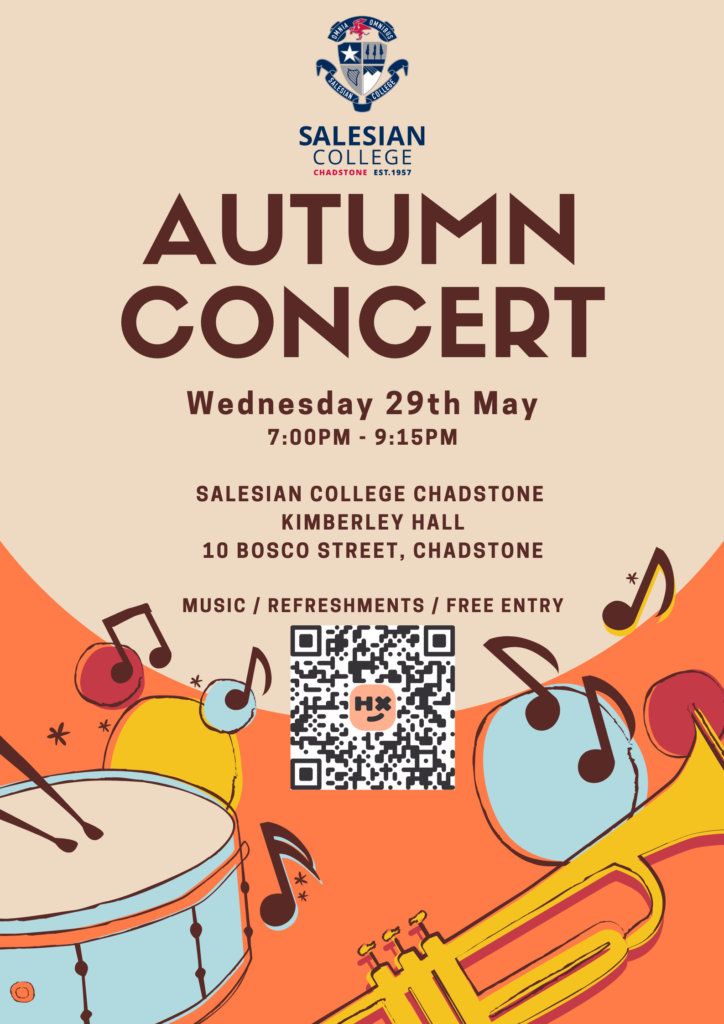 OMNIA OMNIBUS
SALESIAN COLLEGE
SALESIAN
COLLEGE
CHADSTONE EST.1957
AUTUMN
CONCERT
Wednesday 29th May
7:00PM - 9:15PM
SALESIAN COLLEGE CHADSTONE
KIMBERLEY HALL
10 BOSCO STREET, CHADSTONE
MUSIC / REFRESHMENTS / FREE ENTRY
HX